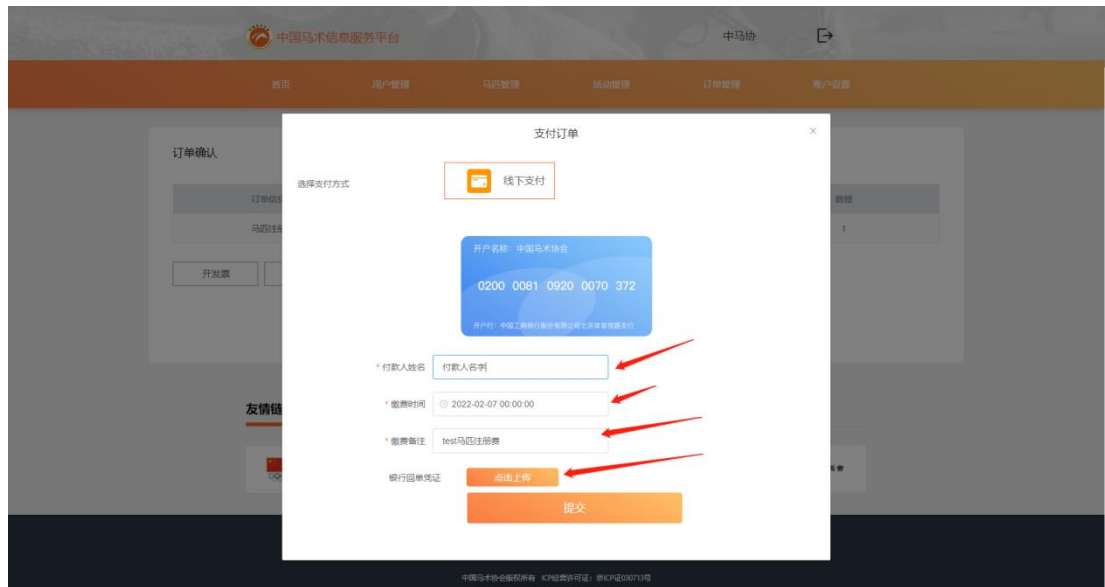 中国马术信息服务平台
中马协
首页 用户管理 马匹管理 活动管理 订单管理 账户设置
支付订单
×
订单确认
选择支付方式
线下支付
订单信息
数量
马匹注册
1
开发票
开户名称：中国马术协会
0200 0081 0920 0070 372
开户行：中国工商银行股份有限公司北京体育馆路支行
* 付款人姓名 付款人名字
* 缴费时间 2022-02-07 00:00:00
* 缴费备注 test马匹注册费
银行回单凭证 点击上传
提交
友情链
中国马术协会版权所有 ICP经营许可证：京ICP证030713号